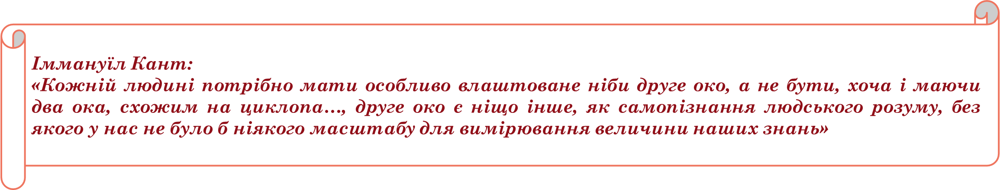 Іммануїл Кант:
«Кожній людині потрібно мати особливо влаштоване ніби друге око, а не бути, хоча і маючи
два ока, схожим на циклопа…, друге око є ніщо інше, як самопізнання людського розуму, без
якого у нас не було б ніякого масштабу для вимірювання величини наших знань»